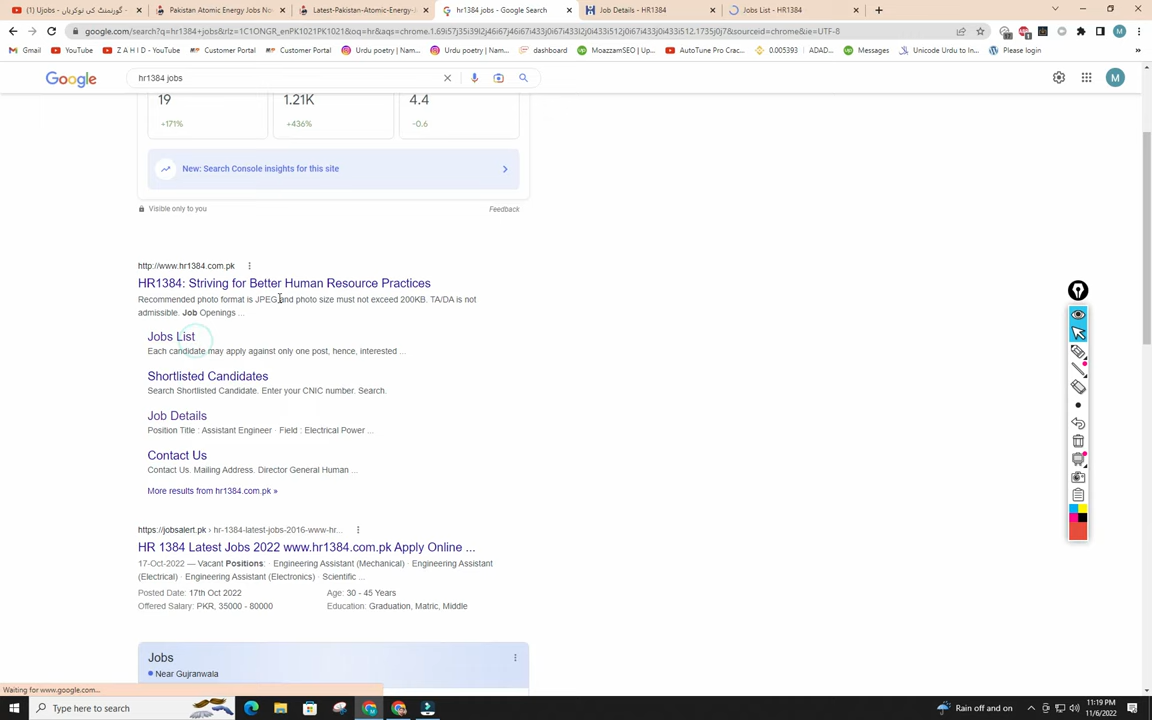 (1) Ujobs - گورنمنٹ کی نوکریاں
Pakistan Atomic Energy Jobs Nov
Latest-Pakistan-Atomic-Energy-J
hr1384 jobs - Google Search
Job Details - HR1384
Jobs List - HR1384
google.com/search?q=hr1384+jobs&rlz=1C1ONGR_enPK1021PK1021&oq=hr&aqs=chrome.1.69i57j35i39j46i67j46i67i433j0i67i433l2j0i67j0i67i433j0i512.1735j0j7&sourceid=chrome&ie=UTF-8
Gmail
YouTube
Z A H I D - YouTube
Customer Portal
Customer Portal
Urdu poetry | Nam...
Urdu poetry | Nam...
dashboard
MoazzamSEO | Up...
AutoTune Pro Crac...
0.005393
ADAD...
Messages
Unicode Urdu to In...
Please login
Google
hr1384 jobs
M
19
1.21K
4.4
+171%
+436%
-0.6
New: Search Console insights for this site
Visible only to you
Feedback
http://www.hr1384.com.pk
HR1384: Striving for Better Human Resource Practices
Recommended photo format is JPEG and photo size must not exceed 200KB. TA/DA is not
admissible. Job Openings ...
Jobs List
Each candidate may apply against only one post, hence, interested ...
Shortlisted Candidates
Search Shortlisted Candidate. Enter your CNIC number. Search.
Job Details
Position Title : Assistant Engineer · Field : Electrical Power ...
Contact Us
Contact Us. Mailing Address. Director General Human ...
More results from hr1384.com.pk »
https://jobsalert.pk › hr-1384-latest-jobs-2016-www-hr...
HR 1384 Latest Jobs 2022 www.hr1384.com.pk Apply Online ...
17-Oct-2022 — Vacant Positions: · Engineering Assistant (Mechanical) · Engineering Assistant
(Electrical) · Engineering Assistant (Electronics) · Scientific ...
Posted Date: 17th Oct 2022
Age: 30 - 45 Years
Offered Salary: PKR, 35000 - 80000
Education: Graduation, Matric, Middle
Jobs
Near Gujranwala
Waiting for www.google.com...
Type here to search
Rain off and on
11:19 PM
11/6/2022